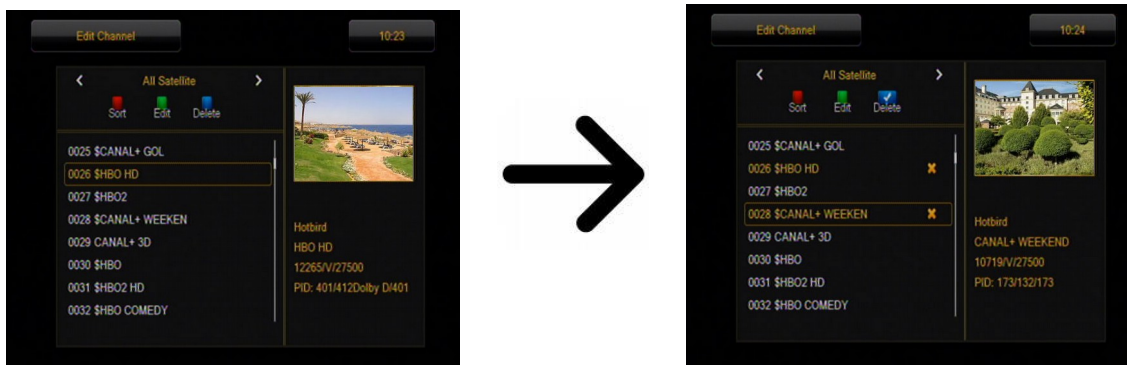 Edit Channel
10:23
< All Satellite >
Sort Edit Delete
0025 $CANAL+ GOL
0026 $HBO HD
0027 $HBO2
0028 $CANAL+ WEEKEN
0029 CANAL+ 3D
0030 $HBO
0031 $HBO2 HD
0032 $HBO COMEDY
Hotbird
HBO HD
12265/V/27500
PID: 401/412Dolby D/401
Edit Channel
10:24
< All Satellite >
Sort Edit Delete
0025 $CANAL+ GOL
0026 $HBO HD
0027 $HBO2
0028 $CANAL+ WEEKEN
0029 CANAL+ 3D
0030 $HBO
0031 $HBO2 HD
0032 $HBO COMEDY
Hotbird
CANAL+ WEEKEND
10719/V/27500
PID: 173/132/173